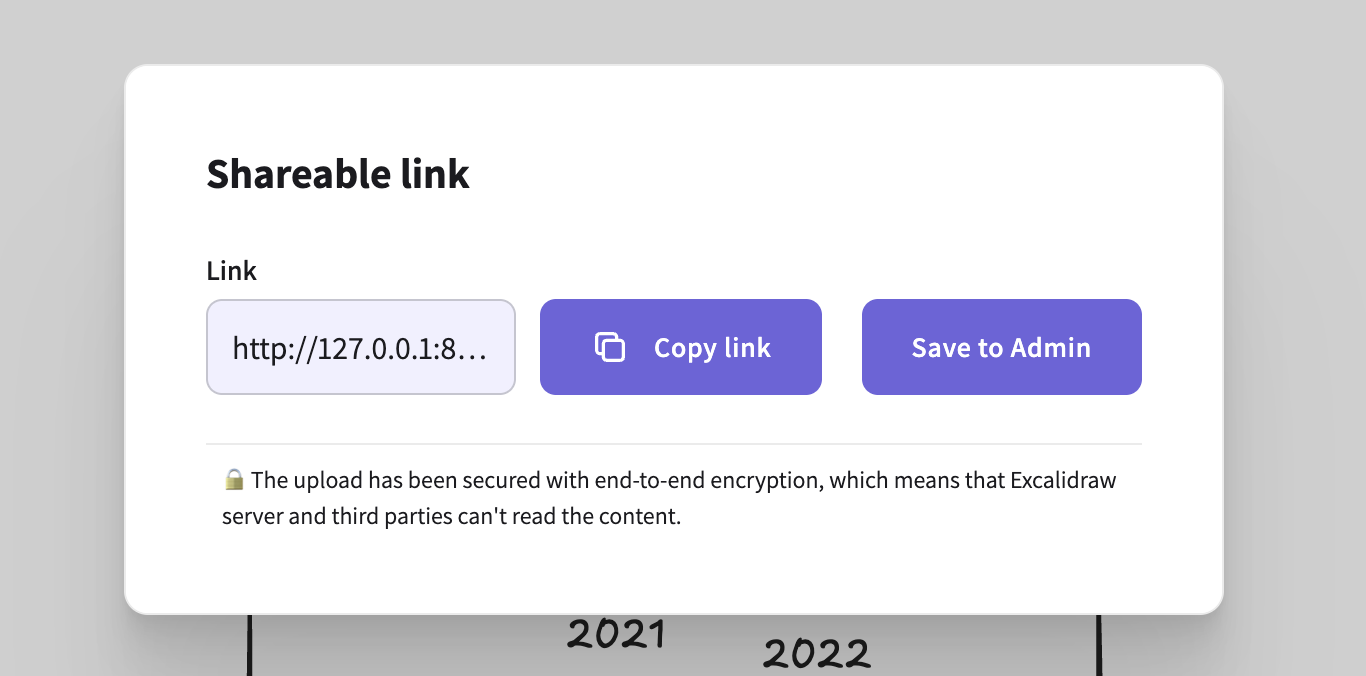 Shareable link
Link
http://127.0.0.1:8…
Copy link
Save to Admin
🔒 The upload has been secured with end-to-end encryption, which means that Excalidraw
server and third parties can't read the content.
2021
2022